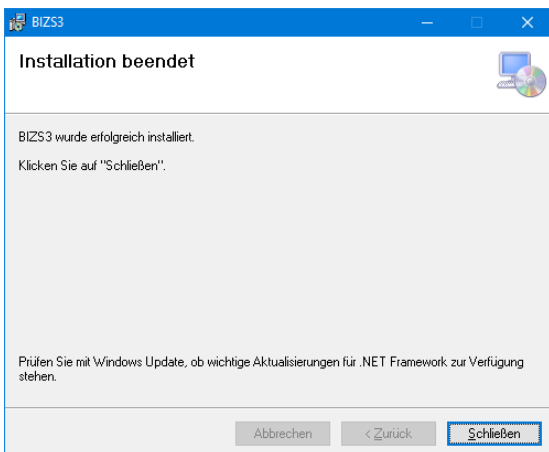 BIZS3
Installation beendet
BIZS3 wurde erfolgreich installiert.
Klicken Sie auf "Schließen".
Prüfen Sie mit Windows Update, ob wichtige Aktualisierungen für .NET Framework zur Verfügung
stehen.
Abbrechen < Zurück Schließen